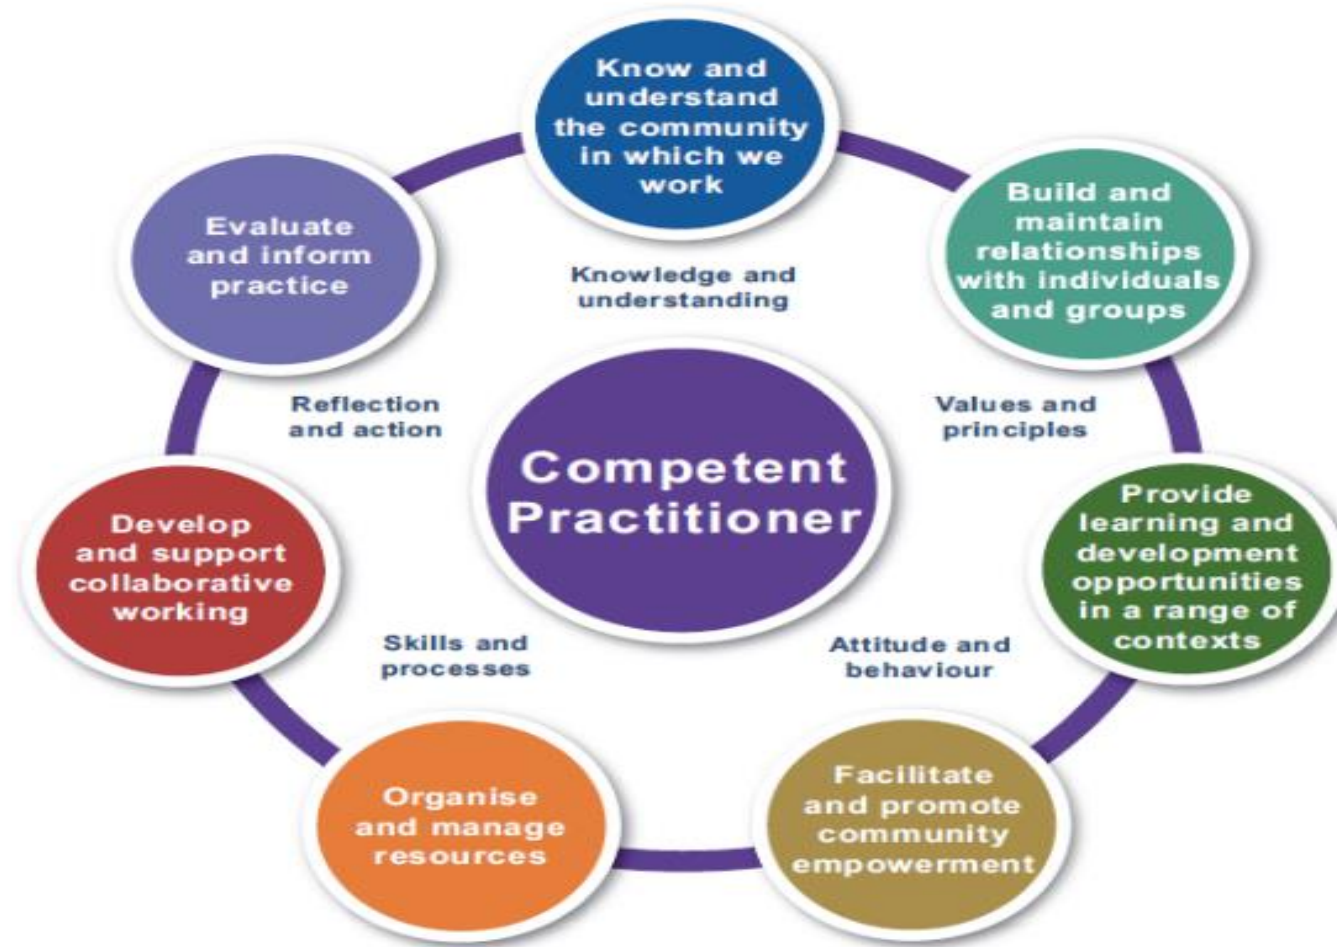 Know and
understand
the community
in which we
work
Build and
maintain
relationships
with individuals
and groups
Provide
learning and
development
opportunities
in a range of
contexts
Facilitate
and promote
community
empowerment
Organise
and manage
resources
Develop
and support
collaborative
working
Evaluate
and inform
practice
Knowledge and
understanding
Values and
principles
Attitude and
behaviour
Skills and
processes
Reflection
and action
Competent
Practitioner